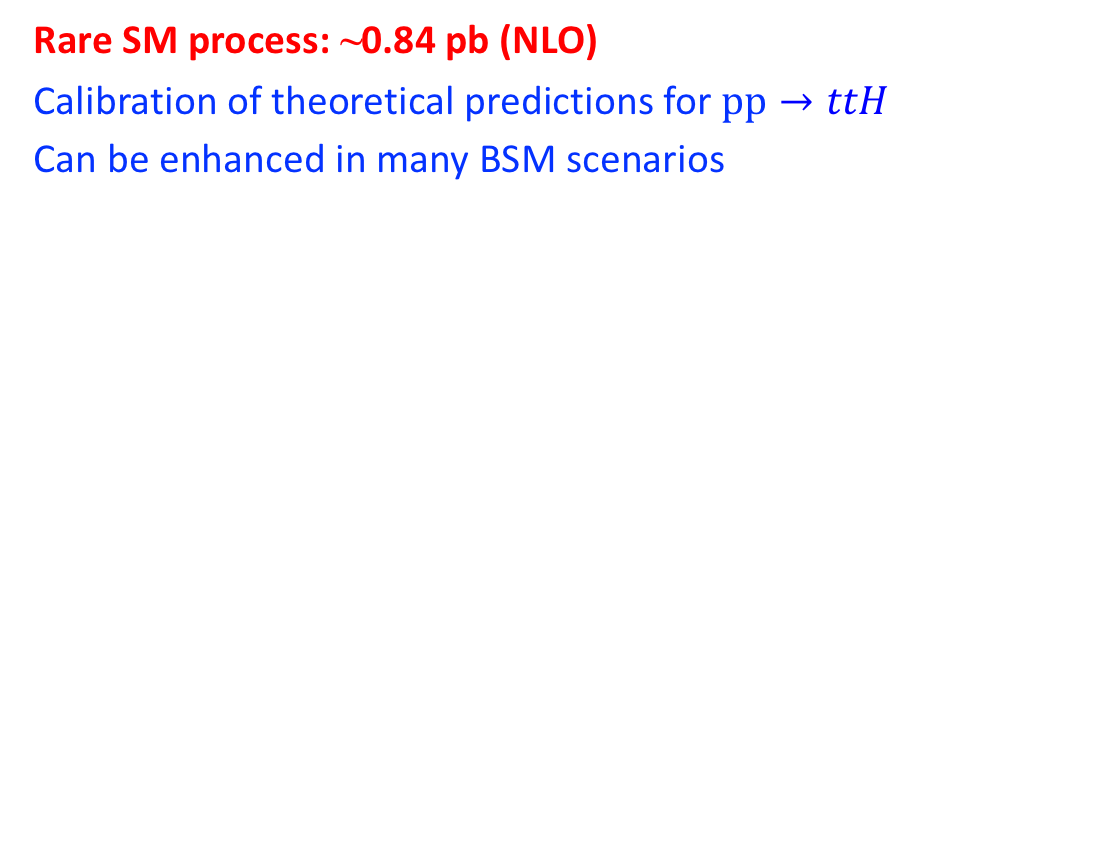 Rare SM process: ~0.84 pb (NLO)
Calibration of theoretical predictions for pp → ttH
Can be enhanced in many BSM scenarios